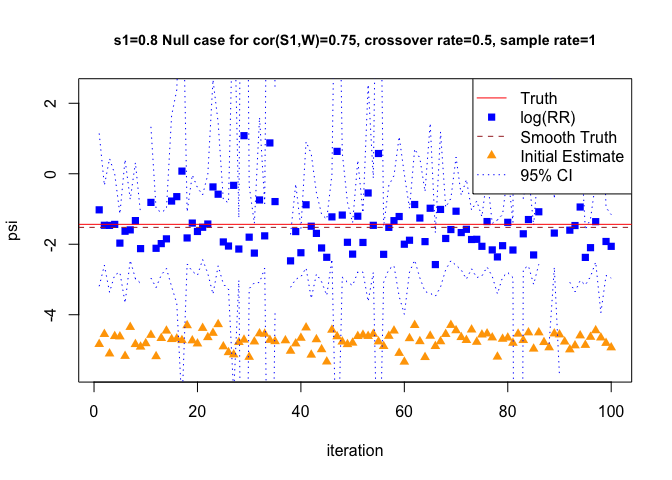 s1=0.8 Null case for cor(S1,W)=0.75, crossover rate=0.5, sample rate=1
Truth
log(RR)
Smooth Truth
Initial Estimate
95% CI
psi
2
0
-2
-4
0
20
40
60
80
100
iteration